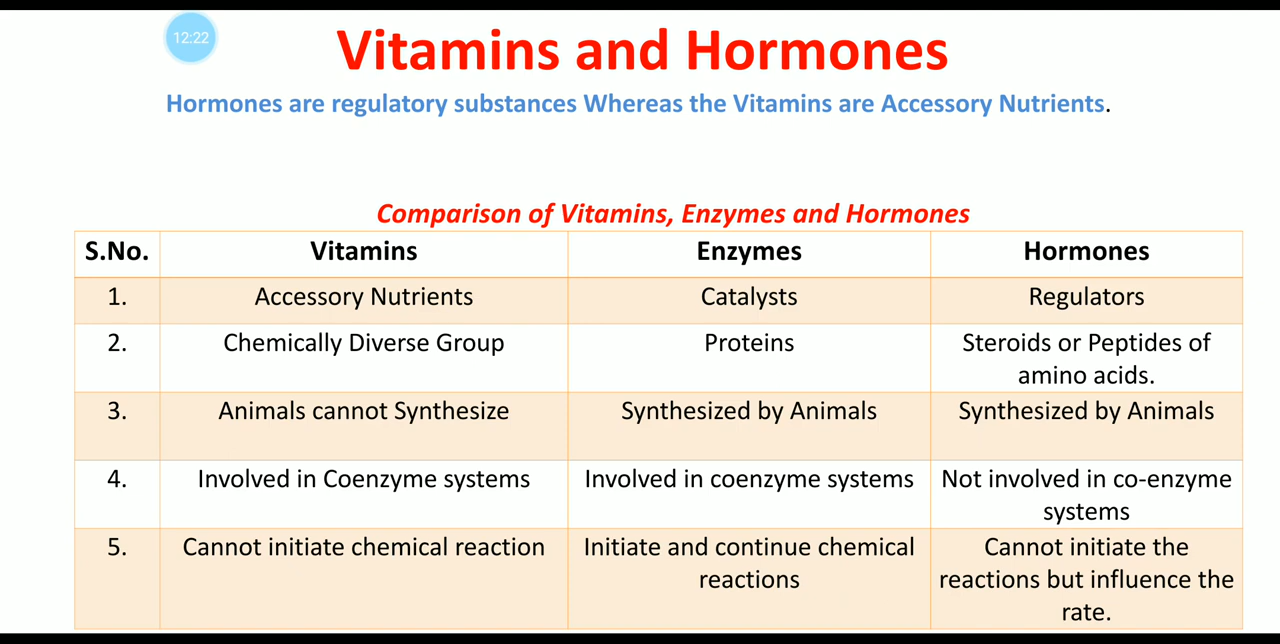 12:22
Vitamins and Hormones
Hormones are regulatory substances Whereas the Vitamins are Accessory Nutrients.
Comparison of Vitamins, Enzymes and Hormones
S.No. Vitamins Enzymes Hormones
1. Accessory Nutrients Catalysts Regulators
2. Chemically Diverse Group Proteins Steroids or Peptides of
amino acids.
3. Animals cannot Synthesize Synthesized by Animals Synthesized by Animals
4. Involved in Coenzyme systems Involved in coenzyme systems Not involved in co-enzyme
systems
5. Cannot initiate chemical reaction Initiate and continue chemical Cannot initiate the
reactions reactions but influence the
rate.